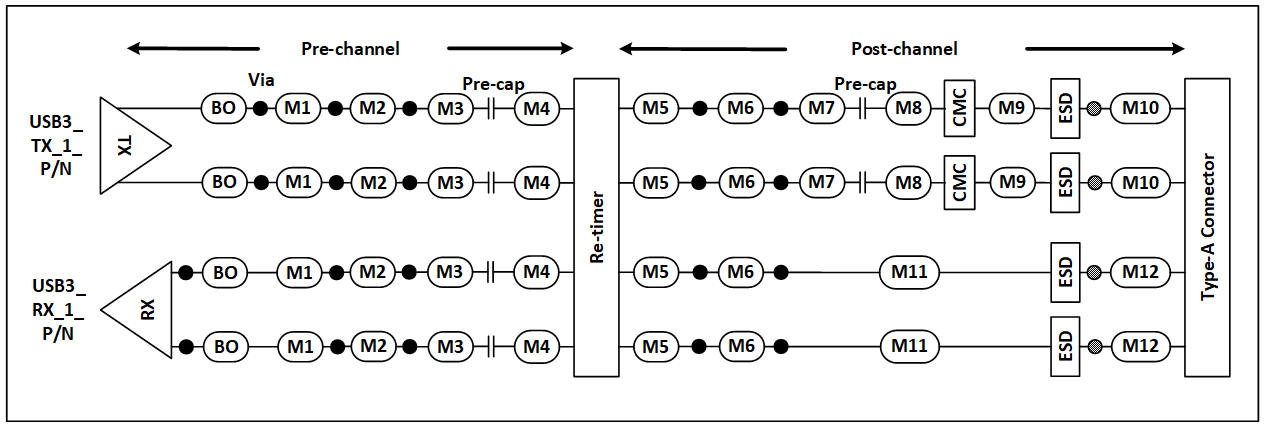 Pre-channel
Post-channel
Via
Pre-cap
Pre-cap
USB3_
TX_1_
P/N
TX
BO M1 M2 M3 M4 M5 M6 M7 M8 CMC M9 ESD M10
BO M1 M2 M3 M4 M5 M6 M7 M8 CMC M9 ESD M10
Re-timer
Type-A Connector
USB3_
RX_1_
P/N
RX
BO M1 M2 M3 M4 M5 M6 M11 ESD M12
BO M1 M2 M3 M4 M5 M6 M11 ESD M12